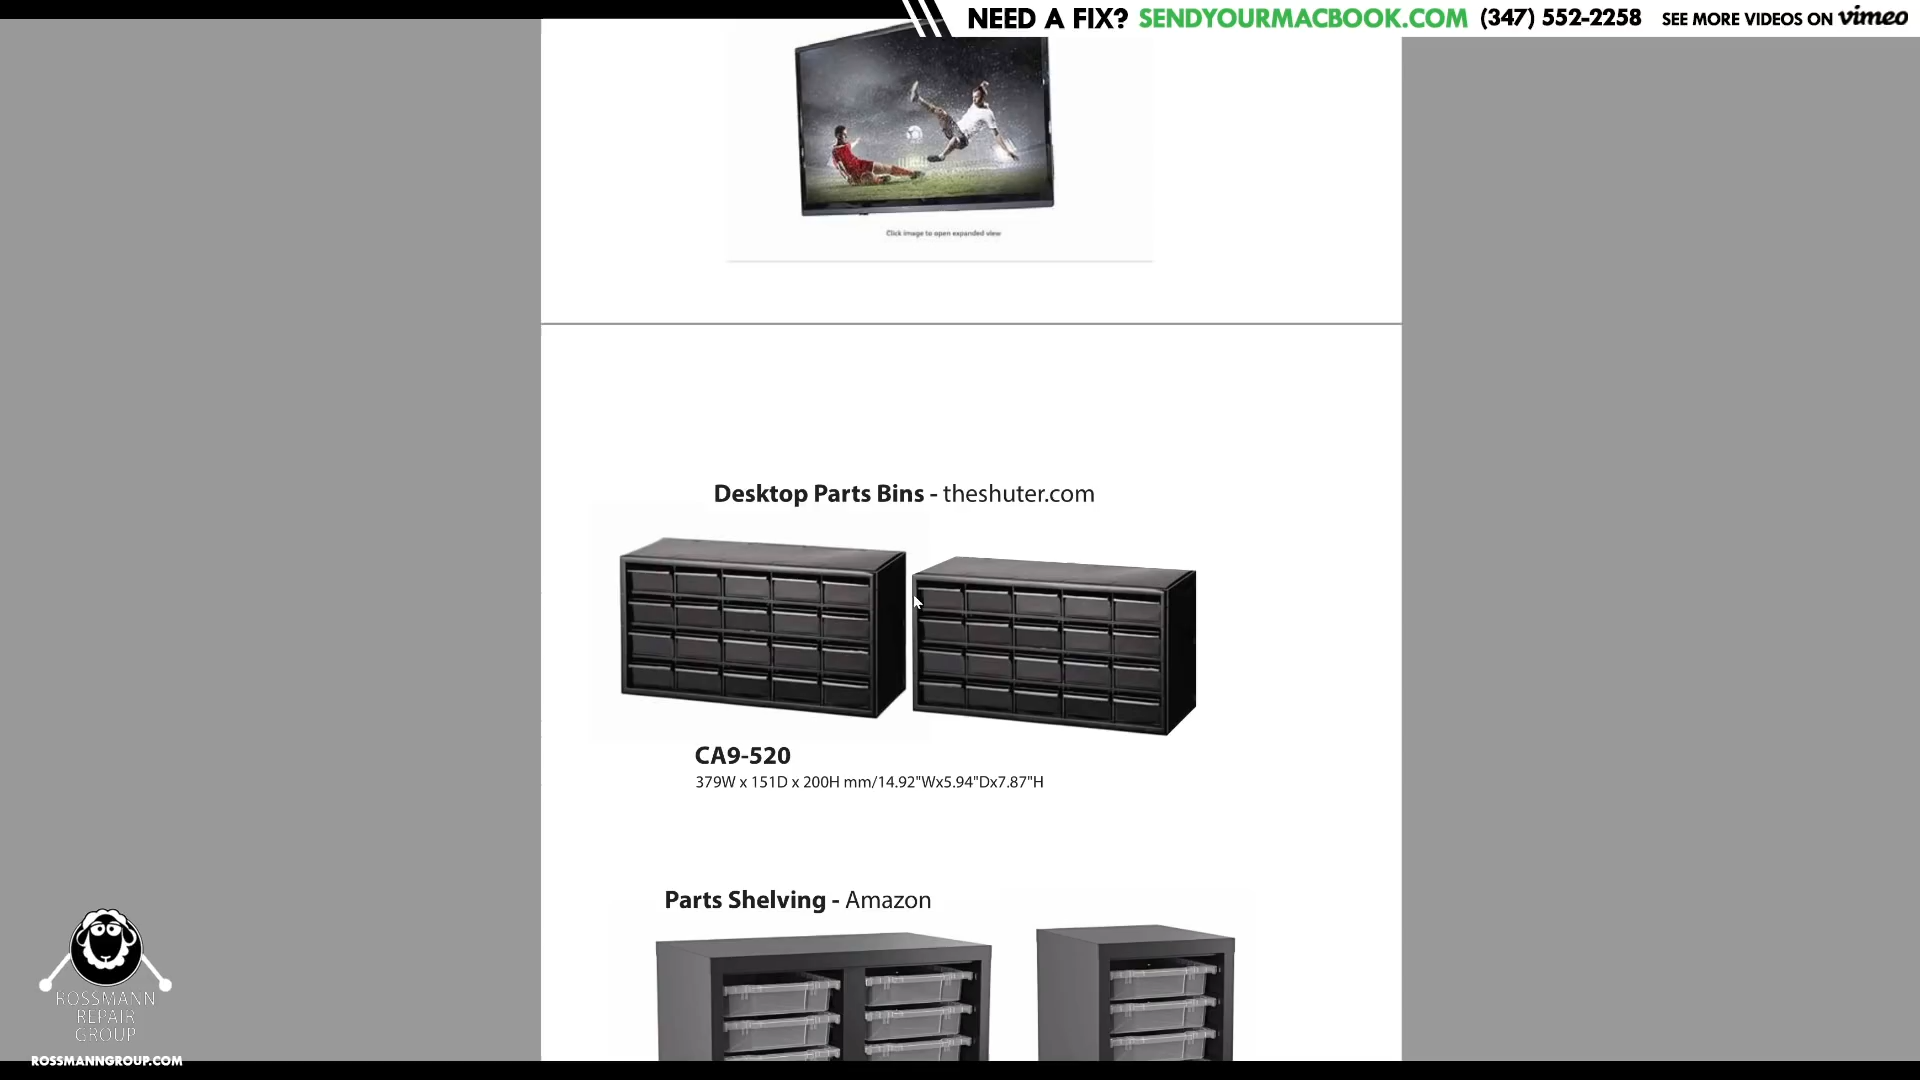 NEED A FIX? SENDYOURMACBOOK.COM (347) 552-2258 SEE MORE VIDEOS ON vimeo
Click image to open expanded view
Desktop Parts Bins - theshuter.com
CA9-520
379W x 151D x 200H mm/14.92"Wx5.94"Dx7.87"H
Parts Shelving - Amazon
ROSSMANN
REPAIR
GROUP
ROSSMANNGROUP.COM